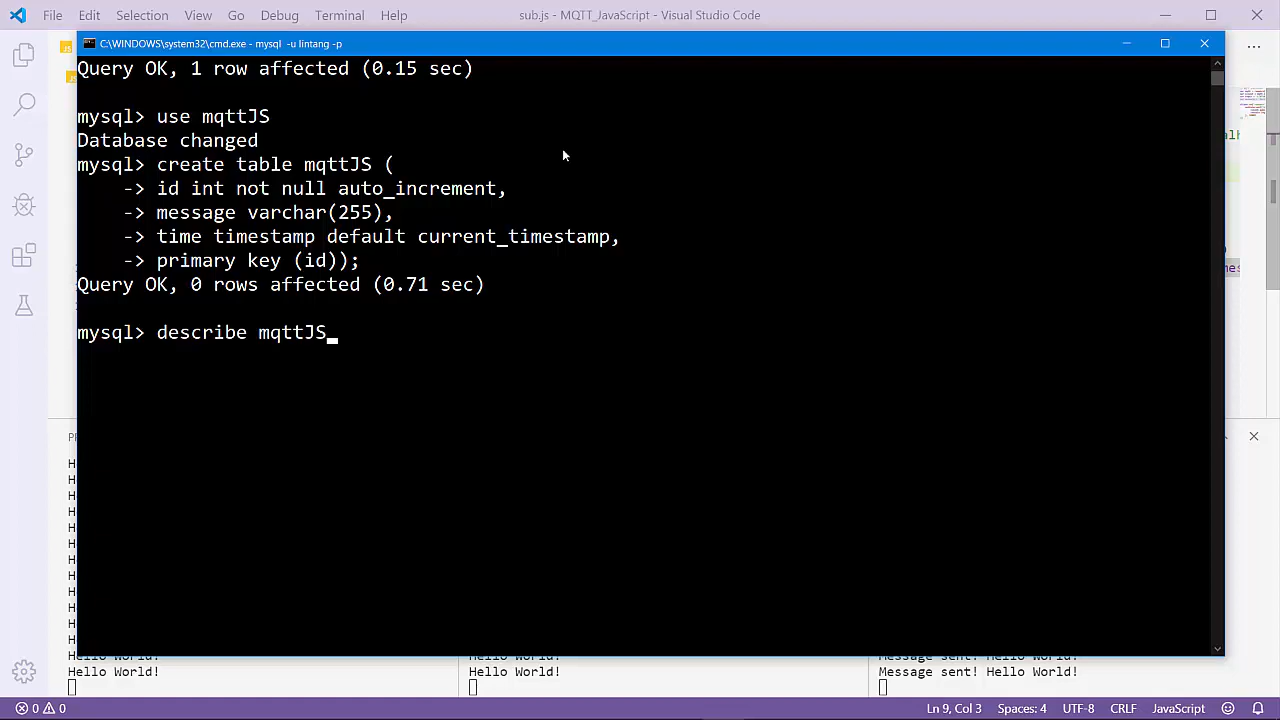 File Edit Selection View Go Debug Terminal Help sub.js - MQTT_JavaScript - Visual Studio Code
C:\WINDOWS\system32\cmd.exe - mysql -u lintang -p
Query OK, 1 row affected (0.15 sec)
mysql> use mqttJS
Database changed
mysql> create table mqttJS (
-> id int not null auto_increment,
-> message varchar(255),
-> time timestamp default current_timestamp,
-> primary key (id));
Query OK, 0 rows affected (0.71 sec)
mysql> describe mqttJS
Hello World! Hello World! Message sent! Hello World!
Hello World! Hello World! Message sent! Hello World!
0 0 Ln 9, Col 3 Spaces: 4 UTF-8 CRLF JavaScript